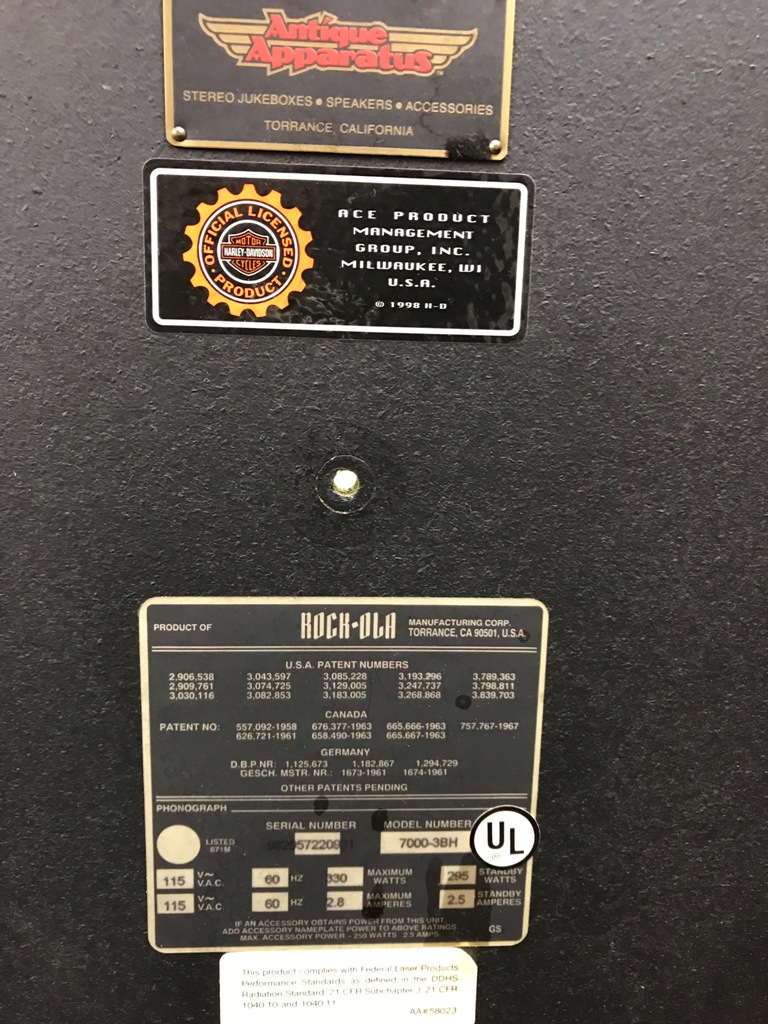 Antique
Apparatus™
STEREO JUKEBOXES • SPEAKERS • ACCESSORIES
TORRANCE, CALIFORNIA
OFFICIAL LICENSED
MOTOR
HARLEY-DAVIDSON
CYCLES
• PRODUCT •
ACE PRODUCT
MANAGEMENT
GROUP, INC.
MILWAUKEE, WI
U.S.A.
© 1998 H-D
PRODUCT OF ROCK-OLA MANUFACTURING CORP.
TORRANCE, CA 90501, U.S.A.
U.S.A. PATENT NUMBERS
2,906,538 3,043,597 3,085,228 3,193,296 3,789,363
2,909,761 3,074,725 3,129,005 3,247,737 3,798,811
3,030,116 3,082,853 3,183,005 3,268,868 3,839,703
CANADA
PATENT NO: 557,092-1958 676.377-1963 665.666-1963 757.767-1967
626,721-1961 658.490-1963 665.667-1963
GERMANY
D.B.P.NR: 1,125,673 1,182,867 1,294,729
GESCH. MSTR. NR.: 1673-1961 1674-1961
OTHER PATENTS PENDING
PHONOGRAPH
SERIAL NUMBER MODEL NUMBER
LISTED
871M
7000-3BH
UL
115 V~ V.A.C. 60 HZ 330 MAXIMUM WATTS 295 STANDBY WATTS
115 V~ V.A.C. 60 HZ 2.8 MAXIMUM AMPERES 2.5 STANDBY AMPERES
IF AN ACCESSORY OBTAINS POWER FROM THIS UNIT.
ADD ACCESSORY NAMEPLATE POWER TO ABOVE RATINGS
MAX. ACCESSORY POWER – 250 WATTS 2.5 AMPS
GS
This product complies with Federal Laser Products
Performance Standards as defined in the DDHS
Radiation Standard, 21 CFR Subchapter J, 21 CFR
1040.10 and 1040.11
AA#58023